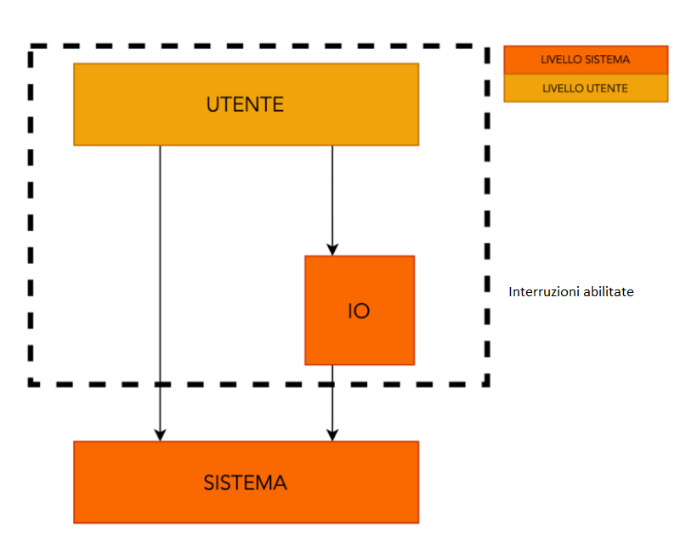 LIVELLO SISTEMA
LIVELLO UTENTE
UTENTE
Interruzioni abilitate
IO
SISTEMA